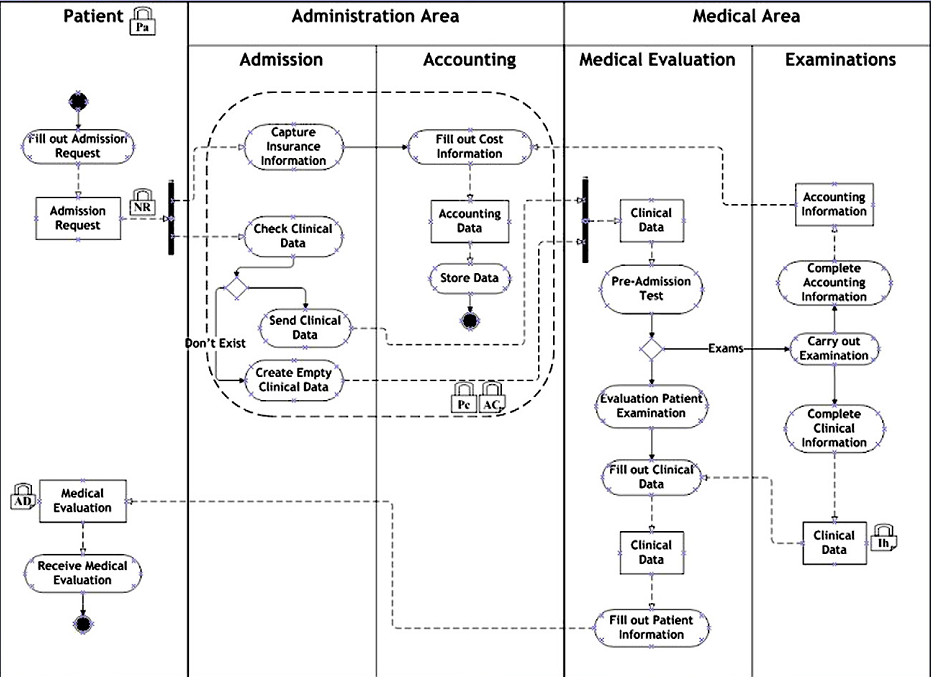 Patient
Pa
Administration Area
Medical Area
Admission
Accounting
Medical Evaluation
Examinations
Fill out Admission
Request
Admission
Request
NR
Capture
Insurance
Information
Check Clinical
Data
Don't Exist
Send Clinical
Data
Create Empty
Clinical Data
Fill out Cost
Information
Accounting
Data
Store Data
Pc
AC
Clinical
Data
Pre-Admission
Test
Exams
Evaluation Patient
Examination
Fill out Clinical
Data
Clinical
Data
Fill out Patient
Information
Accounting
Information
Complete
Accounting
Information
Carry out
Examination
Complete
Clinical
Information
Clinical
Data
Ih
AD
Medical
Evaluation
Receive Medical
Evaluation